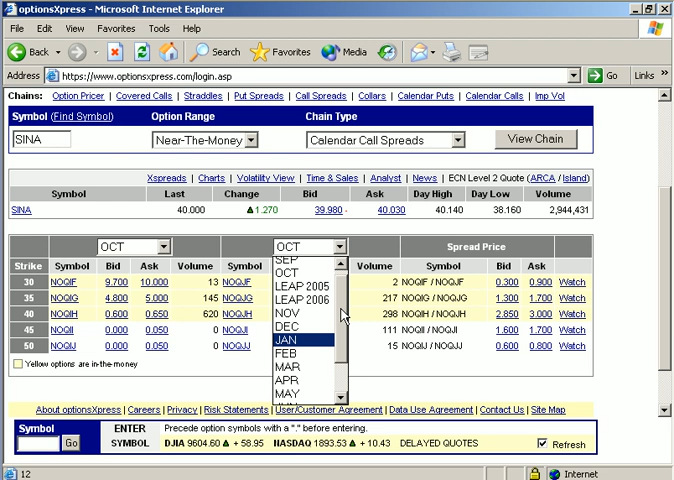 optionsXpress - Microsoft Internet Explorer
File Edit View Favorites Tools Help
Back Search Favorites Media
Address https://www.optionsxpress.com/login.asp Go Links »
Chains: Option Pricer | Covered Calls | Straddles | Put Spreads | Call Spreads | Collars | Calendar Puts | Calendar Calls | Imp Vol
Symbol (Find Symbol) Option Range Chain Type
SINA Near-The-Money Calendar Call Spreads View Chain
Xspreads | Charts | Volatility View | Time & Sales | Analyst | News | ECN Level 2 Quote (ARCA / Island)
Symbol Last Change Bid Ask Day High Day Low Volume
SINA 40.000 ▲1.270 39.980 - 40.030 40.140 38.160 2,944,431
OCT OCT Spread Price
Strike Symbol Bid Ask Volume Symbol Volume Symbol Bid Ask
30 NOQIF 9.700 10.000 13 NOQJF 2 NOQIF / NOQJF 0.300 0.900 Watch
35 NOQIG 4.800 5.000 145 NOQJG 217 NOQIG / NOQJG 1.300 1.700 Watch
40 NOQIH 0.600 0.650 620 NOQJH 298 NOQIH / NOQJH 2.850 3.000 Watch
45 NOQII 0.000 0.050 0 NOQJI 111 NOQII / NOQJI 1.600 1.700 Watch
50 NOQIJ 0.000 0.050 0 NOQJJ 15 NOQIJ / NOQJJ 0.600 0.800 Watch
SEP
OCT
LEAP 2005
LEAP 2006
NOV
DEC
JAN
FEB
MAR
APR
MAY
Yellow options are in-the-money
About optionsXpress | Careers | Privacy | Risk Statements | User/Customer Agreement | Data Use Agreement | Contact Us | Site Map
Symbol ENTER Precede option symbols with a "." before entering.
Go SYMBOL DJIA 9604.60 ▲ + 58.95 NASDAQ 1893.53 ▲ + 10.43 DELAYED QUOTES Refresh
12 Internet